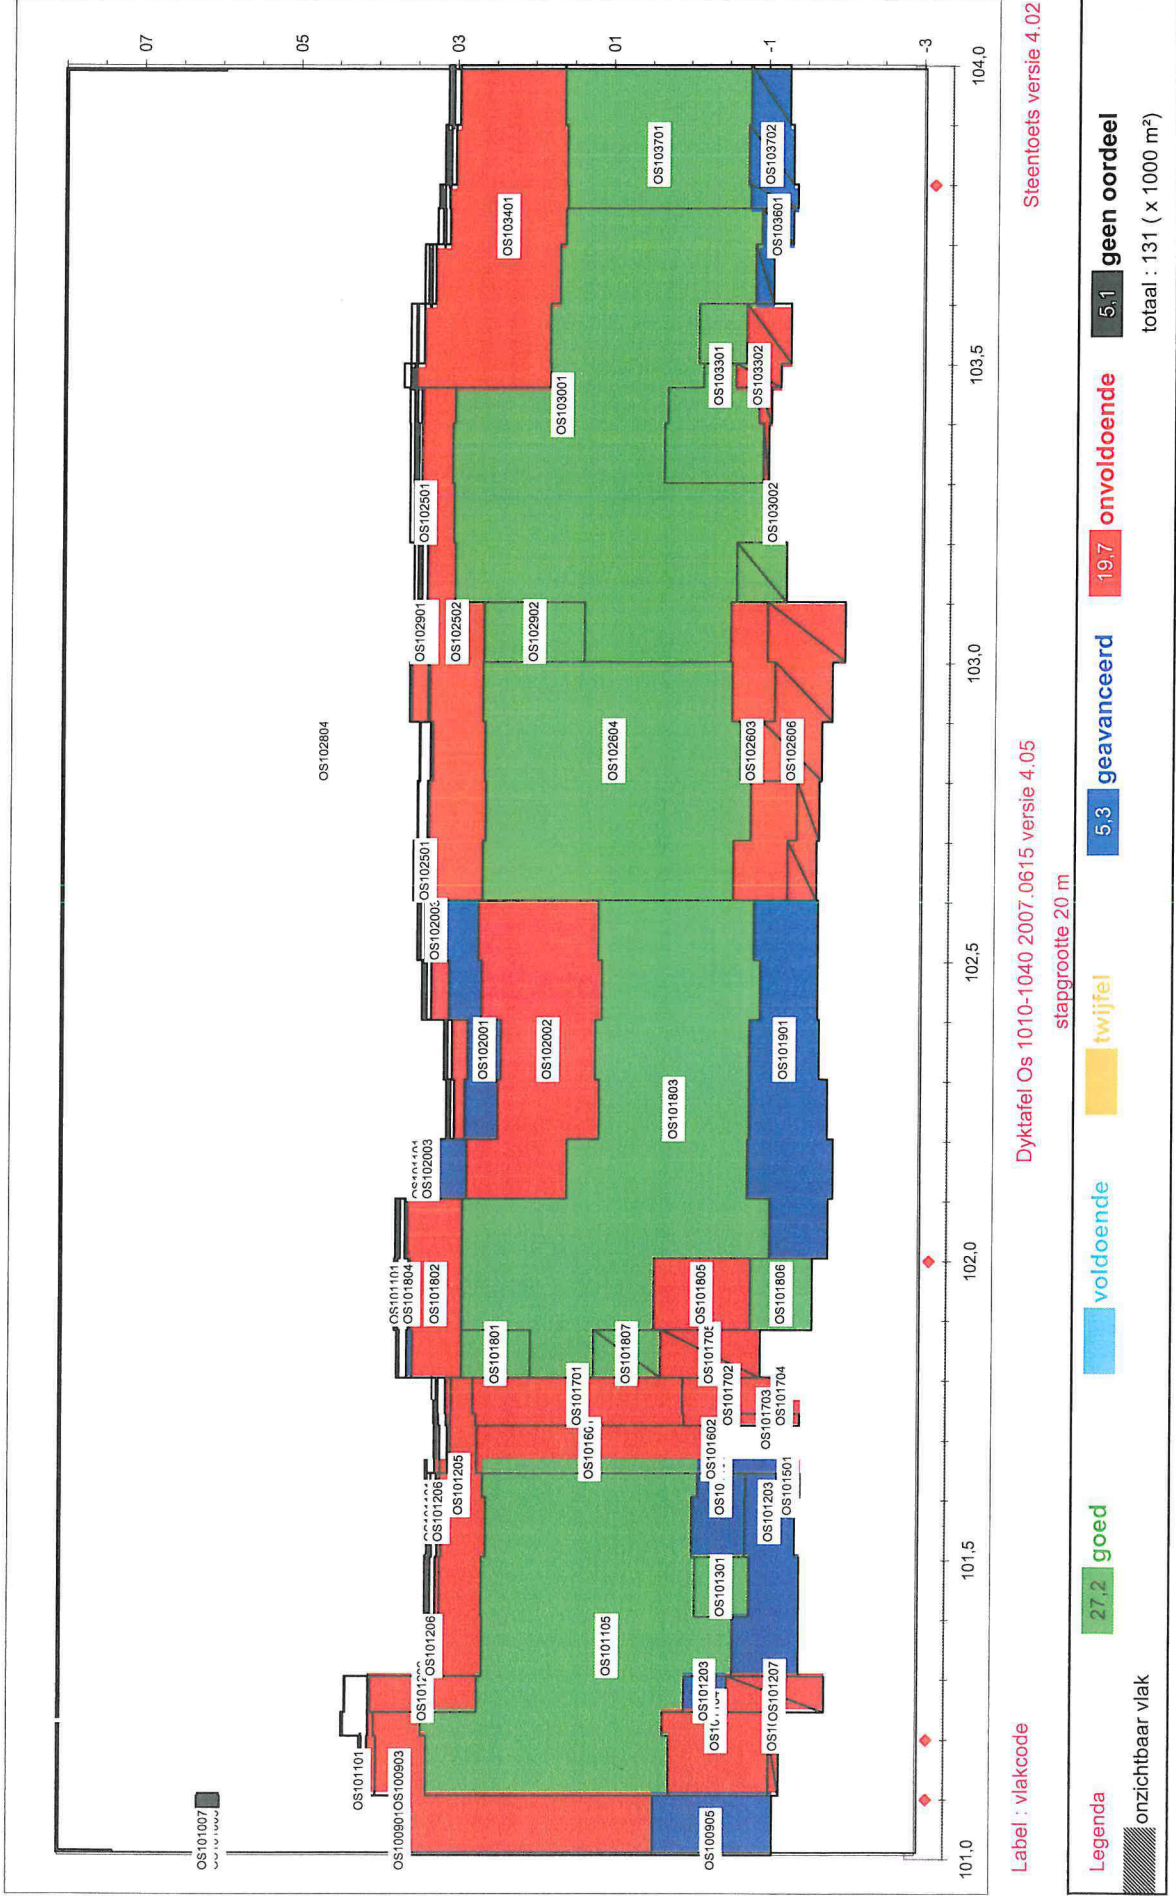 07
05
03
01
-1
-3
OS101007
OS102804
OS101101
OS100901
OS100903
OS100905
OS101206
OS101105
OS101203
OS101207
OS101301
OS101206
OS101205
OS101203
OS101501
OS101602
OS101701
OS101702
OS101703
OS101704
OS101801
OS101807
OS101101
OS101804
OS101802
OS101805
OS101806
OS102003
OS101803
OS102001
OS102002
OS101901
OS102003
OS102501
OS102604
OS102603
OS102606
OS102901
OS102502
OS102902
OS102501
OS103002
OS103001
OS103301
OS103302
OS103401
OS103601
OS103701
OS103702
101,0
101,5
102,0
102,5
103,0
103,5
104,0
Label : vlakcode
Dyktafel Os 1010-1040 2007.0615 versie 4.05
Steentoets versie 4.02
stapgrootte 20 m
Legenda
27,2 goed
voldoende
twijfel
5,3 geavanceerd
19,7 onvoldoende
5,1 geen oordeel
onzichtbaar vlak
totaal : 131 ( x 1000 m²)